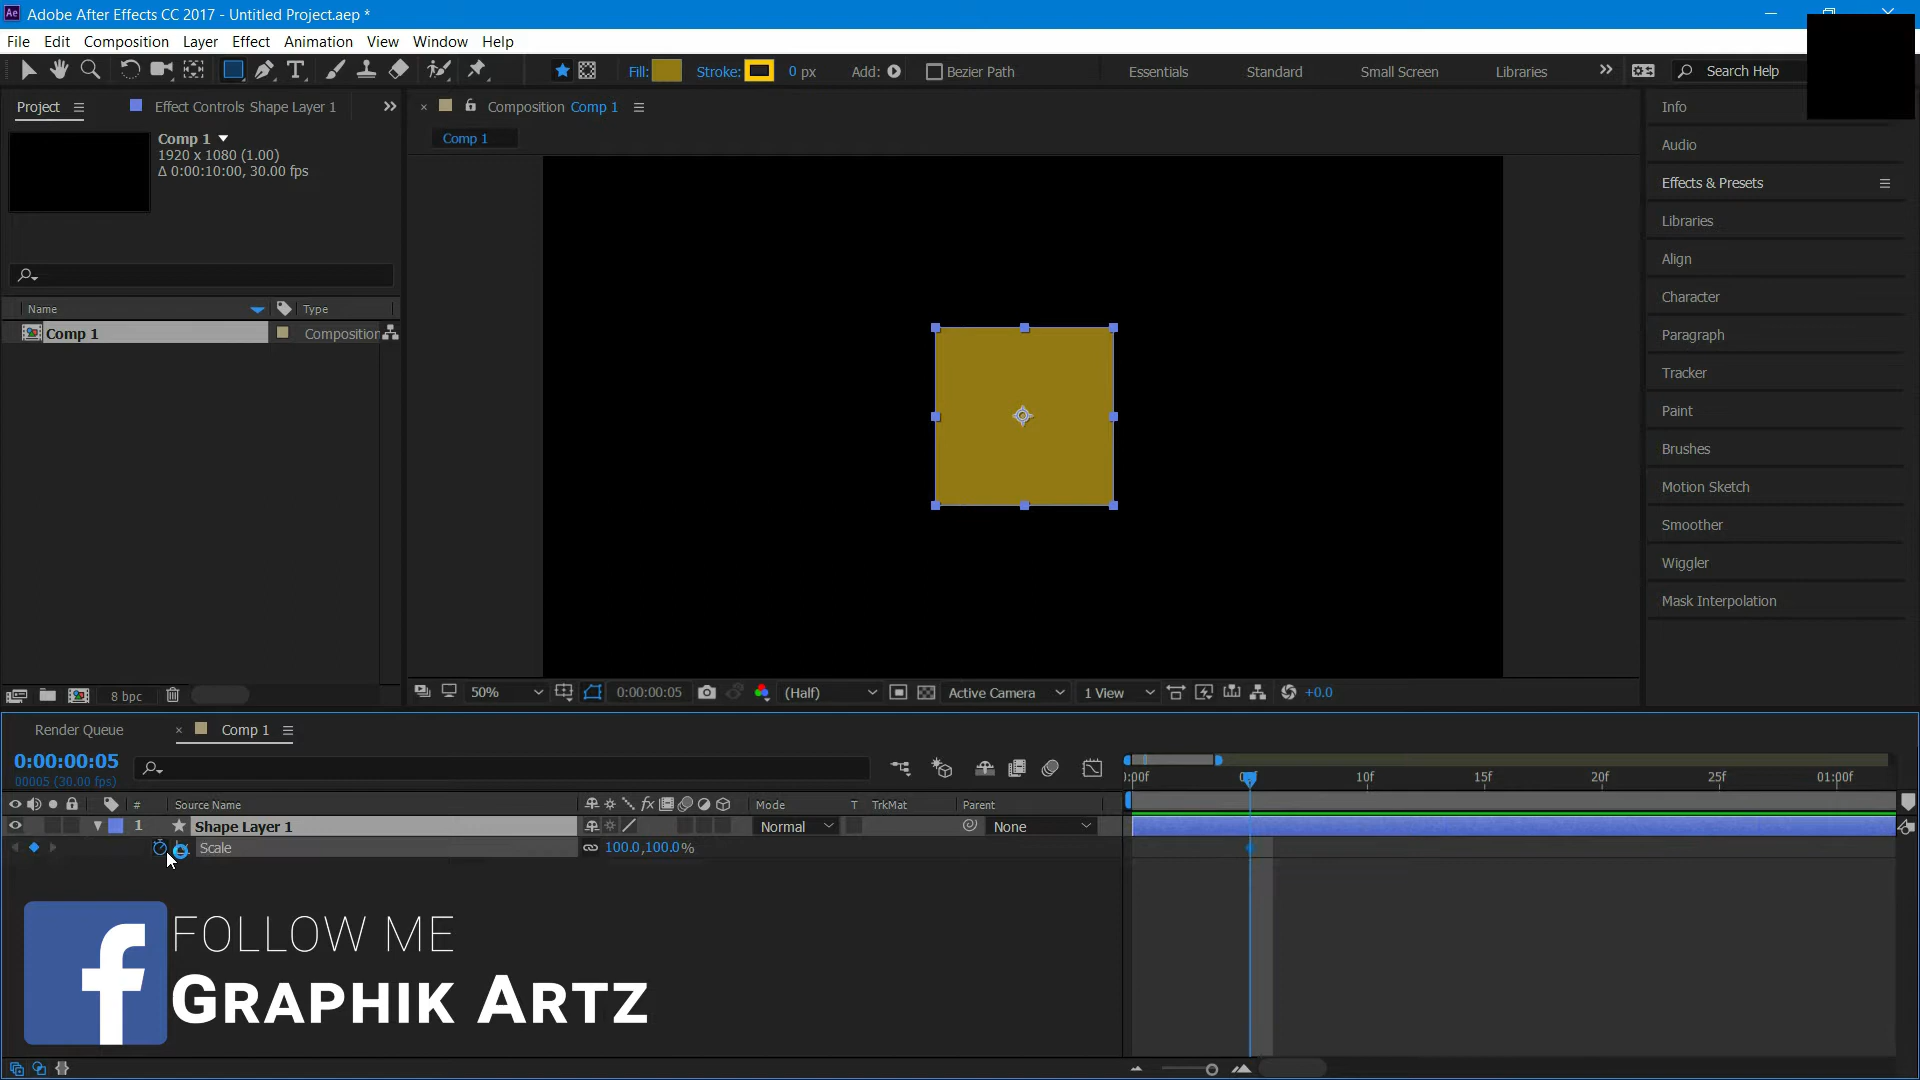 Adobe After Effects CC 2017 - Untitled Project.aep *
File Edit Composition Layer Effect Animation View Window Help
Fill: Stroke: 0 px Add: Bezier Path Essentials Standard Small Screen Libraries Search Help
Project Effect Controls Shape Layer 1
Composition Comp 1
Comp 1
1920 x 1080 (1.00)
Δ 0:00:10:00, 30.00 fps
Comp 1
Name Type
Comp 1 Composition
Info
Audio
Effects & Presets
Libraries
Align
Character
Paragraph
Tracker
Paint
Brushes
Motion Sketch
Smoother
Wiggler
Mask Interpolation
8 bpc
50% 0:00:00:05 (Half) Active Camera 1 View +0.0
Render Queue Comp 1
0:00:00:05
00005 (30.00 fps)
:00f 10f 15f 20f 25f 01:00f
# Source Name Mode T TrkMat Parent
1 Shape Layer 1 Normal None
Scale 100.0,100.0%
FOLLOW ME
GRAPHIK ARTZ